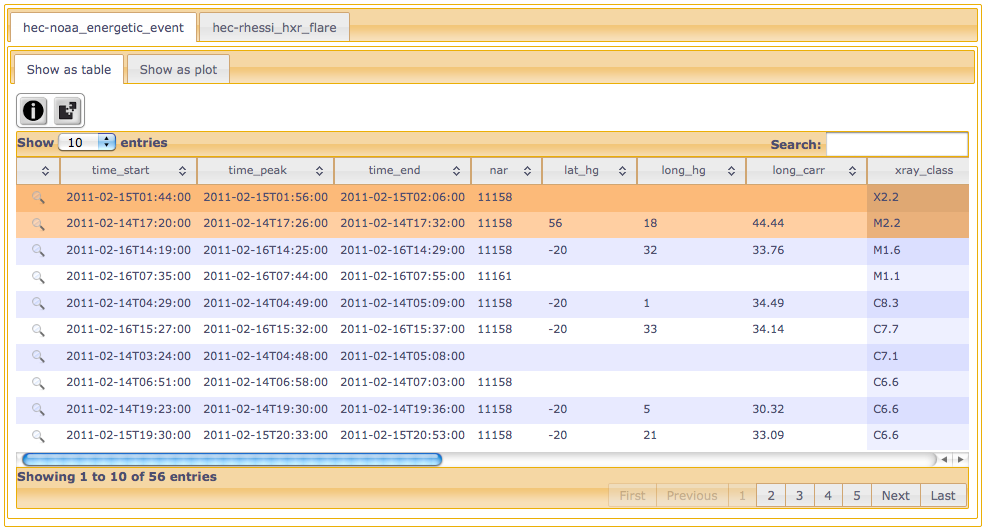 hec-noaa_energetic_event hec-rhessi_hxr_flare
Show as table Show as plot
Show 10 entries Search:
time_start time_peak time_end nar lat_hg long_hg long_carr xray_class
2011-02-15T01:44:00 2011-02-15T01:56:00 2011-02-15T02:06:00 11158 X2.2
2011-02-14T17:20:00 2011-02-14T17:26:00 2011-02-14T17:32:00 11158 56 18 44.44 M2.2
2011-02-16T14:19:00 2011-02-16T14:25:00 2011-02-16T14:29:00 11158 -20 32 33.76 M1.6
2011-02-16T07:35:00 2011-02-16T07:44:00 2011-02-16T07:55:00 11161 M1.1
2011-02-14T04:29:00 2011-02-14T04:49:00 2011-02-14T05:09:00 11158 -20 1 34.49 C8.3
2011-02-16T15:27:00 2011-02-16T15:32:00 2011-02-16T15:37:00 11158 -20 33 34.14 C7.7
2011-02-14T03:24:00 2011-02-14T04:48:00 2011-02-14T05:08:00 C7.1
2011-02-14T06:51:00 2011-02-14T06:58:00 2011-02-14T07:03:00 11158 C6.6
2011-02-14T19:23:00 2011-02-14T19:30:00 2011-02-14T19:36:00 11158 -20 5 30.32 C6.6
2011-02-15T19:30:00 2011-02-15T20:33:00 2011-02-15T20:53:00 11158 -20 21 33.09 C6.6
Showing 1 to 10 of 56 entries
First Previous 1 2 3 4 5 Next Last